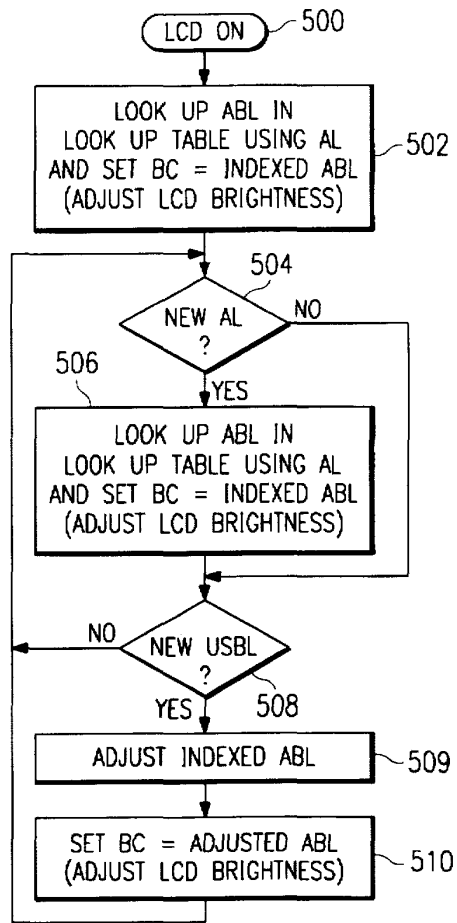 LCD ON
500
LOOK UP ABL IN
LOOK UP TABLE USING AL
AND SET BC = INDEXED ABL
(ADJUST LCD BRIGHTNESS)
502
504
NEW AL
?
NO
YES
506
LOOK UP ABL IN
LOOK UP TABLE USING AL
AND SET BC = INDEXED ABL
(ADJUST LCD BRIGHTNESS)
NO
NEW USBL
?
508
YES
ADJUST INDEXED ABL
509
SET BC = ADJUSTED ABL
(ADJUST LCD BRIGHTNESS)
510